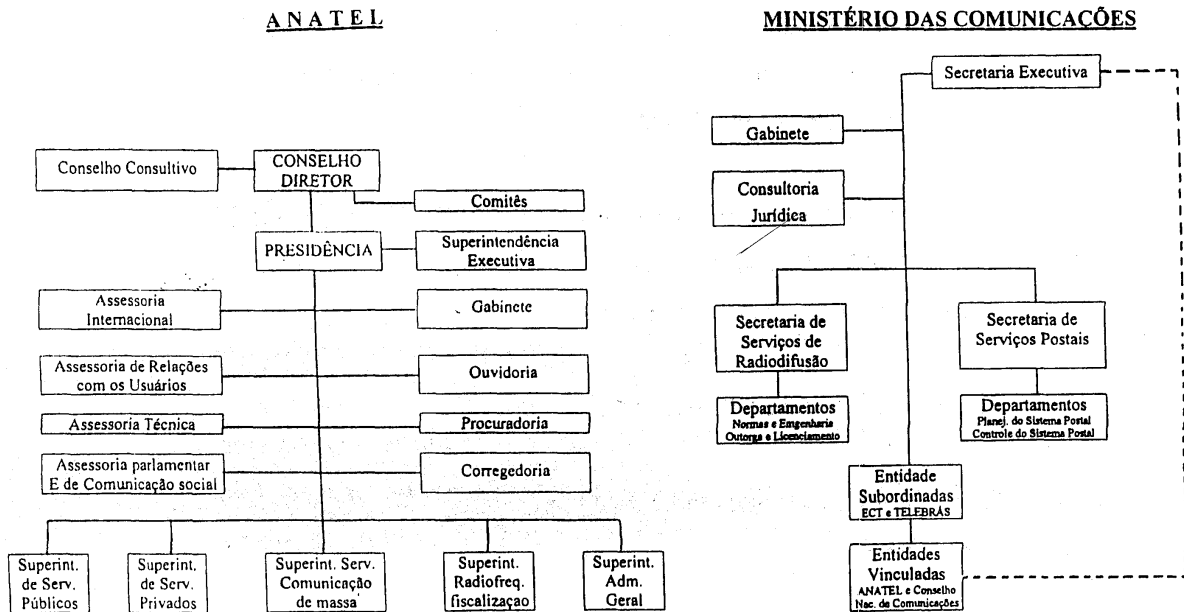 ANATEL
Conselho Consultivo
CONSELHO
DIRETOR
Comitês
PRESIDÊNCIA
Superintendência
Executiva
Assessoria
Internacional
Gabinete
Assessoria de Relações
com os Usuários
Ouvidoria
Assessoria Técnica
Procuradoria
Assessoria parlamentar
E de Comunicação social
Corregedoria
Superint.
de Serv.
Públicos
Superint.
de Serv.
Privados
Superint. Serv.
Comunicação
de massa
Superint.
Radiofreq.
fiscalizaçao
Superint.
Adm.
Geral
MINISTÉRIO DAS COMUNICAÇÕES
Secretaria Executiva
Gabinete
Consultoria
Jurídica
Secretaria de
Serviços de
Radiodifusão
Secretaria de
Serviços Postais
Departamentos
Normas e Emgenharia
Outorga e Licenciamento
Departamentos
Planej. do Sistema Postal
Controle do Sistema Postal
Entidade
Subordinadas
ECT e TELEBRÁS
Entidades
Vinculadas
ANATEL e Conselho
Nac. de Comunicações